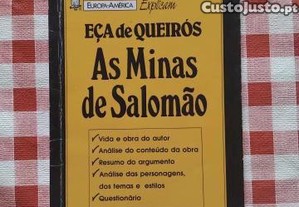 CustoJusto.pt
EUROPA-AMÉRICA Explicam
EÇA DE QUEIRÓS
As Minas
de Salomão
✓ Vida e obra do autor
✓ Análise do conteúdo da obra
✓ Resumo do argumento
✓ Análise das personagens,
dos temas e estilos
✓ Questionário